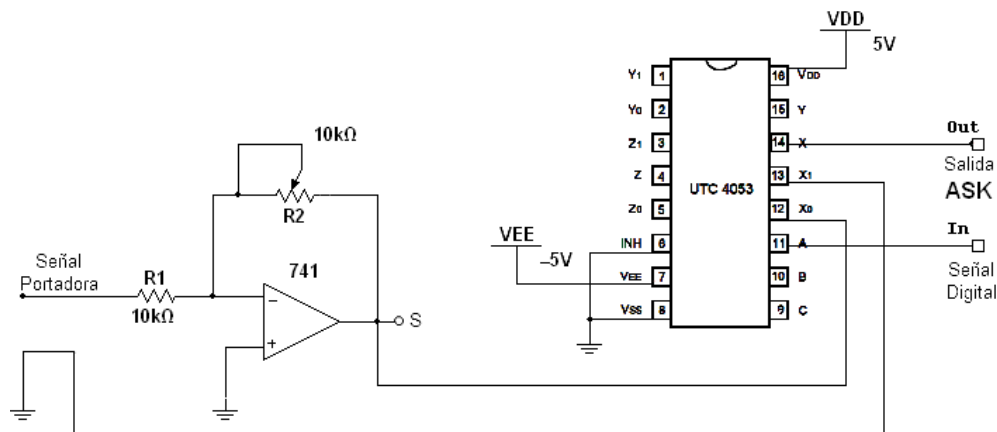 VDD
5V
Y1 1
16 VDD
Y0 2
15 Y
10kΩ
Z1 3
14 X
Out
Salida
ASK
Z 4
UTC 4053
13 X1
R2
Z0 5
12 X0
In
VEE
–5V
INH 6
11 A
Señal
Digital
Señal
Portadora
R1
10kΩ
741
VEE 7
10 B
VSS 8
9 C
−
+
S